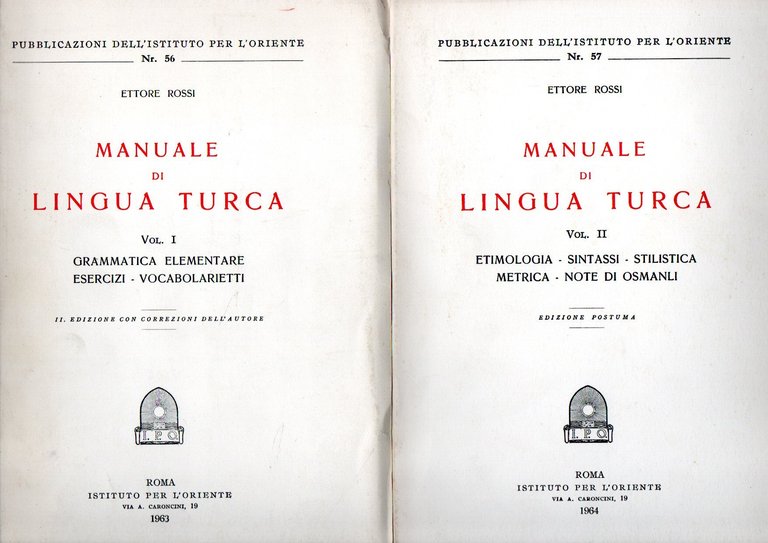 PUBBLICAZIONI DELL'ISTITUTO PER L'ORIENTE
Nr. 56
ETTORE ROSSI
MANUALE
DI
LINGUA TURCA
Vol. I
GRAMMATICA ELEMENTARE
ESERCIZI - VOCABOLARIETTI
II. EDIZIONE CON CORREZIONI DELL'AUTORE
I. P. O.
ROMA
ISTITUTO PER L'ORIENTE
VIA A. CARONCINI, 19
1963
PUBBLICAZIONI DELL'ISTITUTO PER L'ORIENTE
Nr. 57
ETTORE ROSSI
MANUALE
DI
LINGUA TURCA
Vol. II
ETIMOLOGIA - SINTASSI - STILISTICA
METRICA - NOTE DI OSMANLI
EDIZIONE POSTUMA
I. P. O.
ROMA
ISTITUTO PER L'ORIENTE
VIA A. CARONCINI, 19
1964